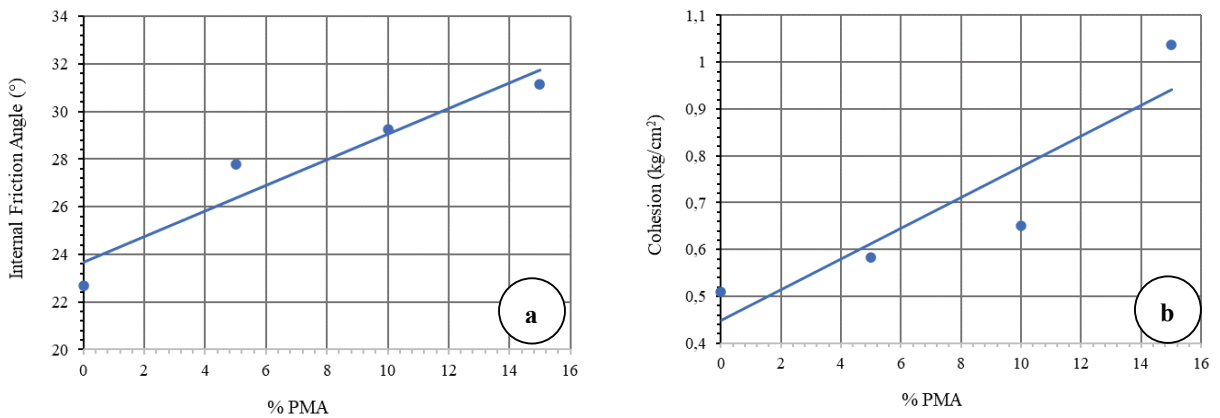 34
32
30
28
26
24
22
20
Internal Friction Angle (°)
0 2 4 6 8 10 12 14 16
% PMA
a
1,1
1
0,9
0,8
0,7
0,6
0,5
0,4
Cohesion (kg/cm²)
0 2 4 6 8 10 12 14 16
% PMA
b